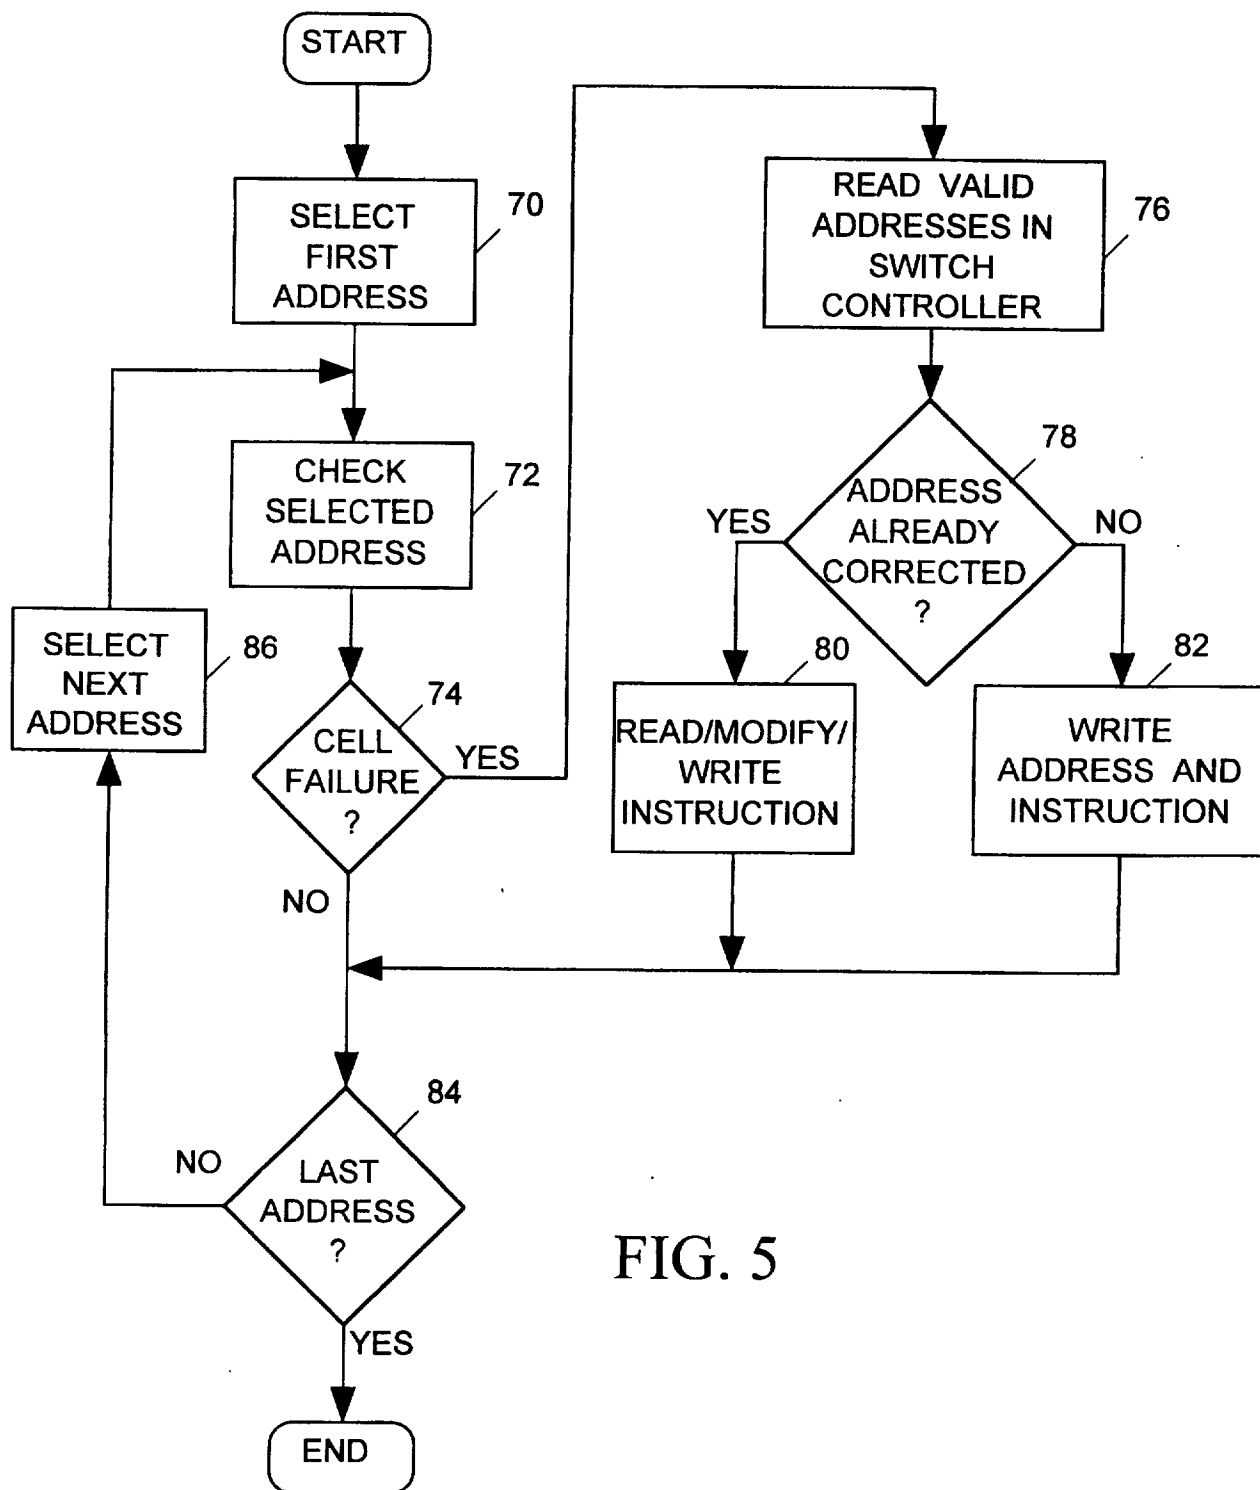 START
SELECT
FIRST
ADDRESS
70
CHECK
SELECTED
ADDRESS
72
CELL
FAILURE
?
74
YES
NO
READ VALID
ADDRESSES IN
SWITCH
CONTROLLER
76
ADDRESS
ALREADY
CORRECTED
?
78
YES
NO
READ/MODIFY/
WRITE
INSTRUCTION
80
WRITE
ADDRESS AND
INSTRUCTION
82
LAST
ADDRESS
?
84
NO
YES
SELECT
NEXT
ADDRESS
86
END
FIG. 5